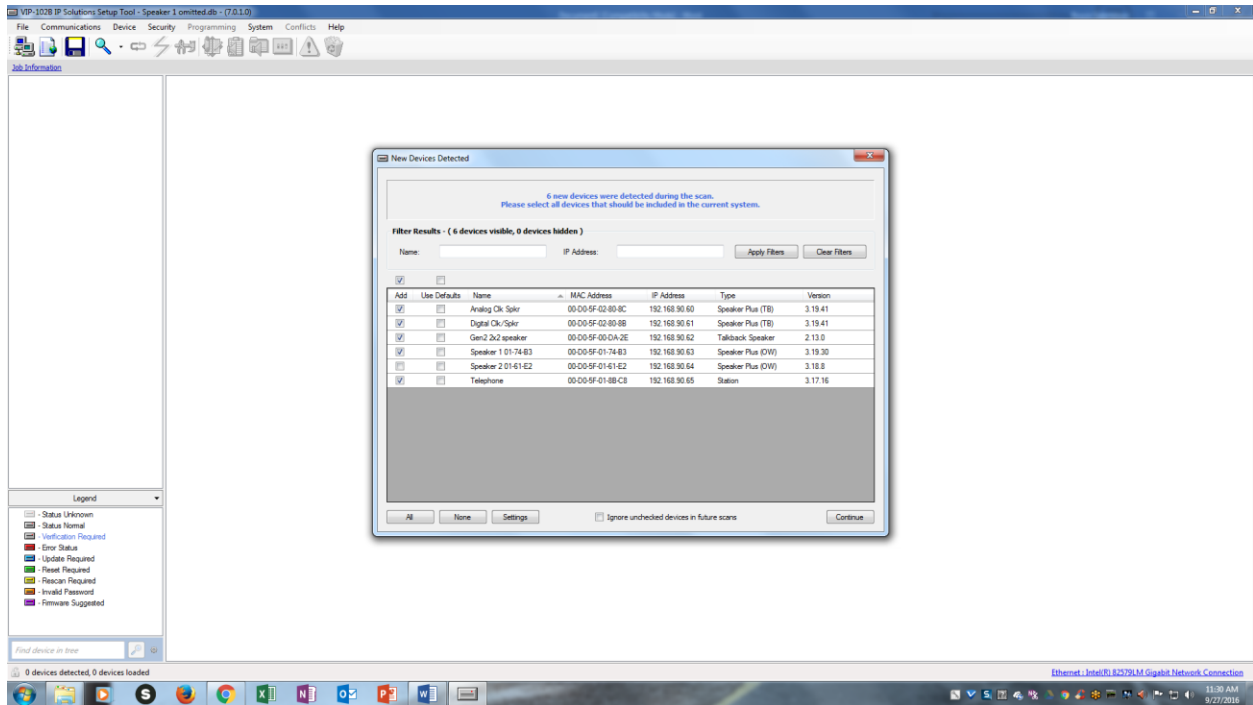 VIP-102B IP Solutions Setup Tool - Speaker 1 omitted.db - (7.0.1.0)
File Communications Device Security Programming System Conflicts Help
Job Information
New Devices Detected
6 new devices were detected during the scan.
Please select all devices that should be included in the current system.
Filter Results - ( 6 devices visible, 0 devices hidden )
Name: IP Address: Apply Filters Clear Filters
Add Use Defaults Name MAC Address IP Address Type Version
Analog Clk Spkr 00-D0-5F-02-80-8C 192.168.90.60 Speaker Plus (TB) 3.19.41
Digital Clk/Spkr 00-D0-5F-02-80-8B 192.168.90.61 Speaker Plus (TB) 3.19.41
Gen2 2x2 speaker 00-D0-5F-00-DA-2E 192.168.90.62 Talkback Speaker 2.13.0
Speaker 1 01-74-B3 00-D0-5F-01-74-B3 192.168.90.63 Speaker Plus (OW) 3.19.30
Speaker 2 01-61-E2 00-D0-5F-01-61-E2 192.168.90.64 Speaker Plus (OW) 3.18.8
Telephone 00-D0-5F-01-8B-C8 192.168.90.65 Station 3.17.16
All None Settings Ignore unchecked devices in future scans Continue
Legend
- Status Unknown
- Status Normal
- Verification Required
- Error Status
- Update Required
- Reset Required
- Rescan Required
- Invalid Password
- Firmware Suggested
Find device in tree
0 devices detected, 0 devices loaded
Ethernet : Intel(R) 82579LM Gigabit Network Connection
11:30 AM
9/27/2016